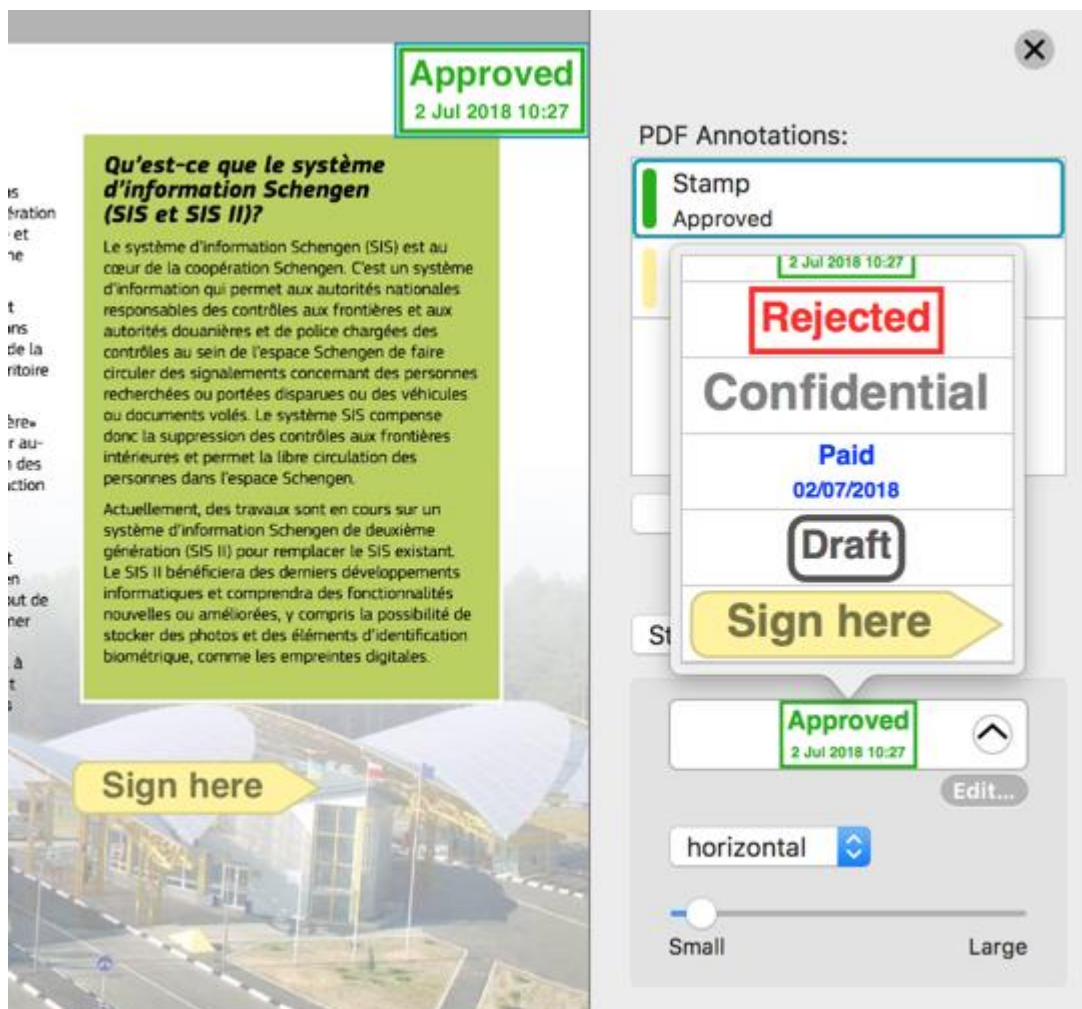 Approved
2 Jul 2018 10:27
Qu'est-ce que le système
d'information Schengen
(SIS et SIS II)?
Le système d'information Schengen (SIS) est au
cœur de la coopération Schengen. C'est un système
d'information qui permet aux autorités nationales
responsables des contrôles aux frontières et aux
autorités douanières et de police chargées des
contrôles au sein de l'espace Schengen de faire
circuler des signalements concernant des personnes
recherchées ou portées disparues ou des véhicules
ou documents volés. Le système SIS compense
donc la suppression des contrôles aux frontières
intérieures et permet la libre circulation des
personnes dans l'espace Schengen.
Actuellement, des travaux sont en cours sur un
système d'information Schengen de deuxième
génération (SIS II) pour remplacer le SIS existant.
Le SIS II bénéficiera des derniers développements
informatiques et comprendra des fonctionnalités
nouvelles ou améliorées, y compris la possibilité de
stocker des photos et des éléments d'identification
biométrique, comme les empreintes digitales.
Sign here
PDF Annotations:
Stamp
Approved
2 Jul 2018 10:27
Rejected
Confidential
Paid
02/07/2018
Draft
Sign here
St
Approved
2 Jul 2018 10:27
Edit...
horizontal
Small Large